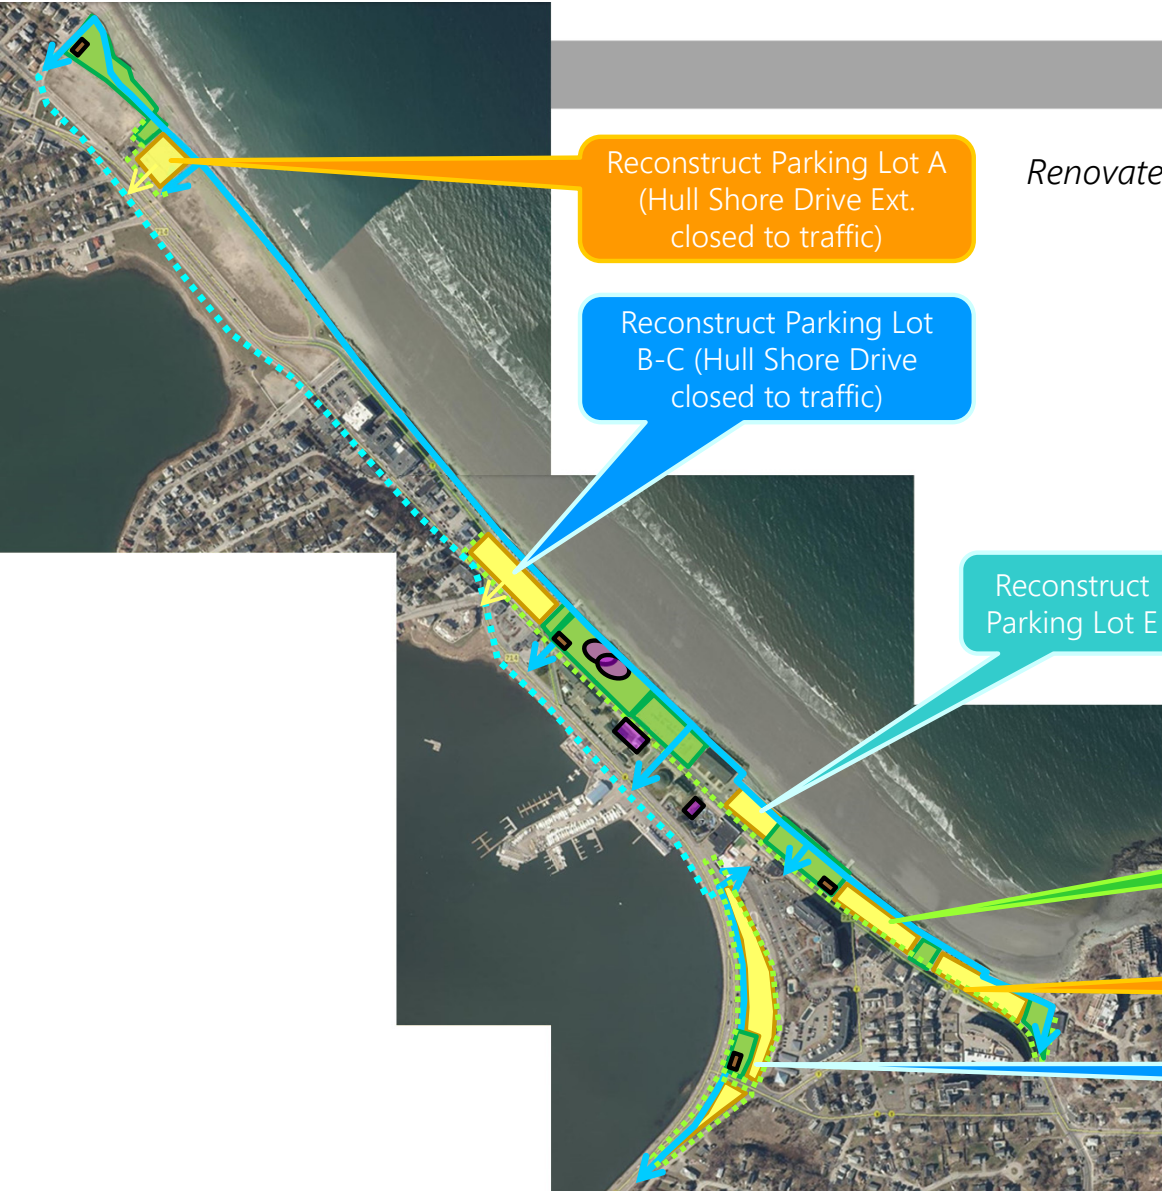 Reconstruct Parking Lot A
(Hull Shore Drive Ext.
closed to traffic)
Renovate
Reconstruct Parking Lot
B-C (Hull Shore Drive
closed to traffic)
Reconstruct
Parking Lot E